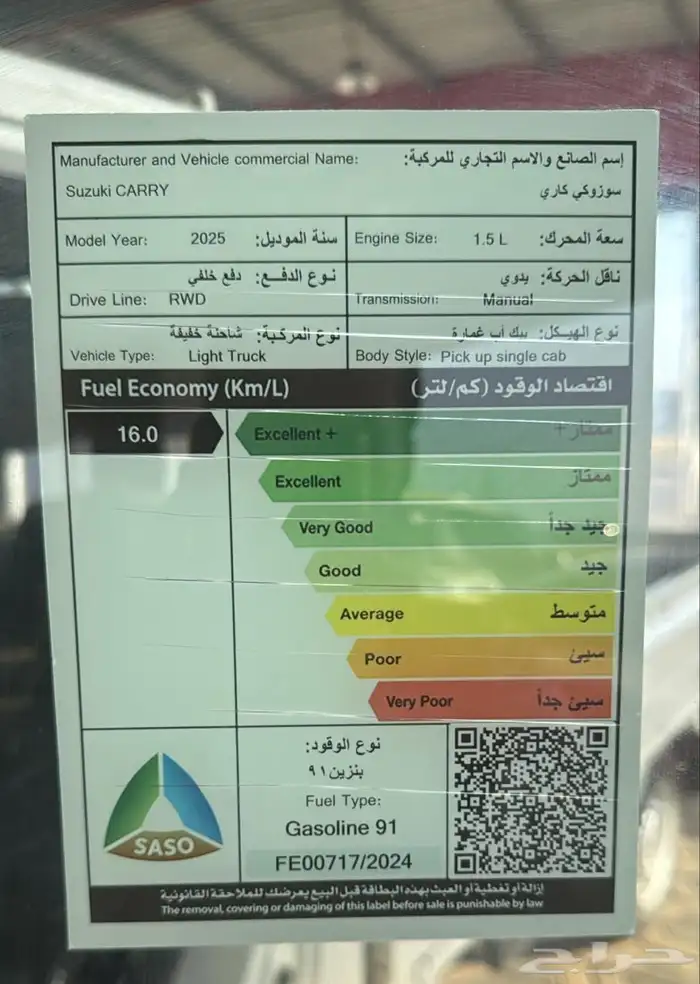 Manufacturer and Vehicle commercial Name: إسم الصانع والاسم التجاري للمركبة:
Suzuki CARRY سوزوكي كاري
Model Year: 2025 سنة الموديل:
Engine Size: 1.5 L سعة المحرك:
نوع الدفع: دفع خلفي
Drive Line: RWD
ناقل الحركة: يدوي
Transmission: Manual
نوع المركبة: شاحنة خفيفة
Vehicle Type: Light Truck
نوع الهيكل: بيك أب غمارة
Body Style: Pick up single cab
Fuel Economy (Km/L) اقتصاد الوقود (كم/لتر)
16.0
Excellent + ممتاز +
Excellent ممتاز
Very Good جيد جداً
Good جيد
Average متوسط
Poor سيئ
Very Poor سيئ جداً
SASO
نوع الوقود:
بنزين ٩١
Fuel Type:
Gasoline 91
FE00717/2024
إزالة أو تغطية أو العبث بهذه البطاقة قبل البيع يعرضك للملاحقة القانونية
The removal, covering or damaging of this label before sale is punishable by law
حراج